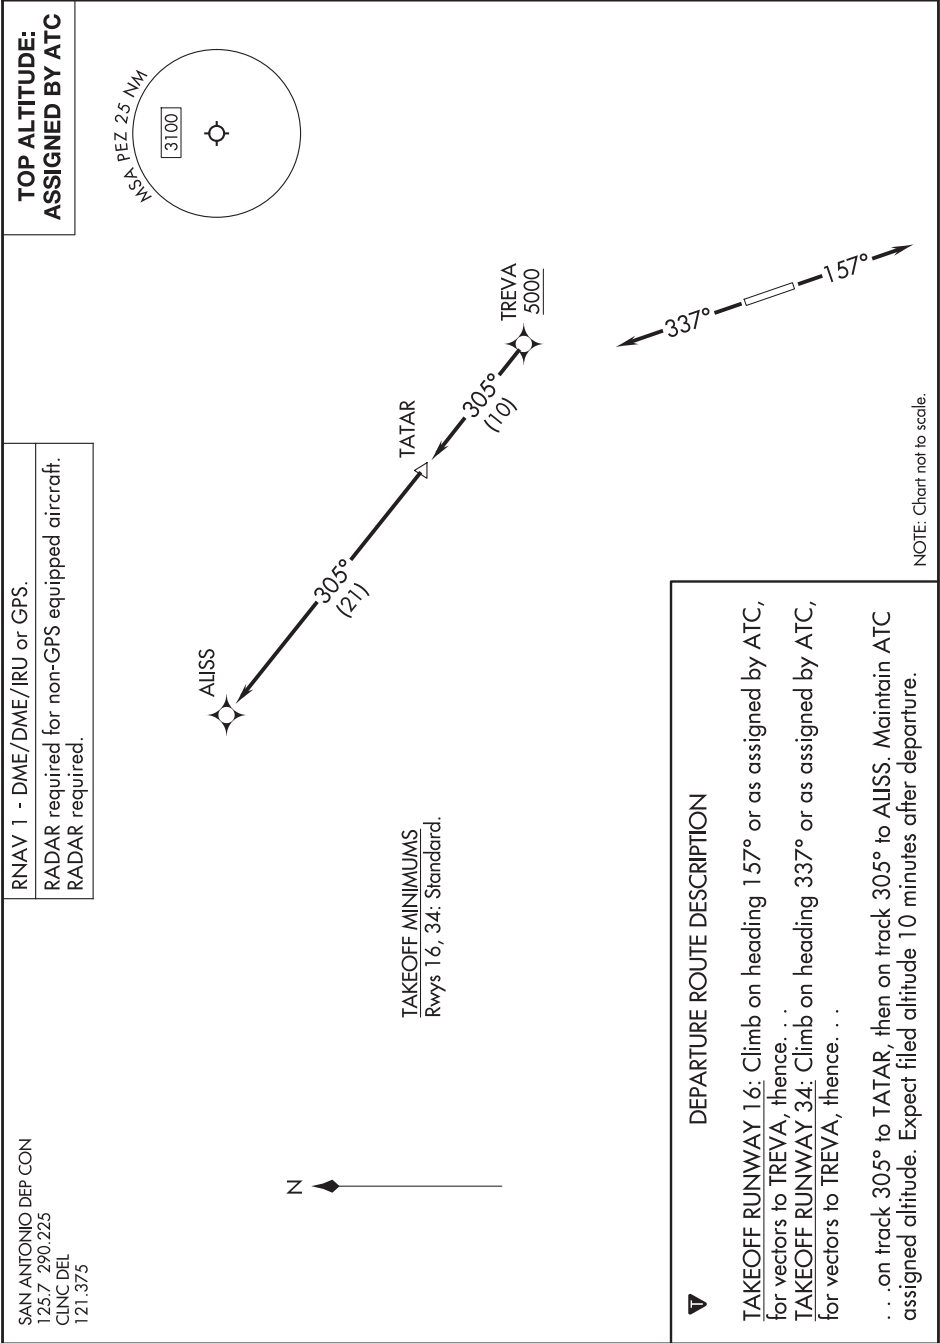 SAN ANTONIO DEP CON
125.7 290.225
CLNC DEL
121.375
RNAV 1 - DME/DME/IRU or GPS.
RADAR required for non-GPS equipped aircraft.
RADAR required.
TOP ALTITUDE:
ASSIGNED BY ATC
MSA PEZ 25 NM
3100
ALISS
305°
(21)
TATAR
305°
(10)
TREVA
5000
N
TAKEOFF MINIMUMS
Rwys 16, 34: Standard.
337°
157°
NOTE: Chart not to scale.
T
DEPARTURE ROUTE DESCRIPTION
TAKEOFF RUNWAY 16: Climb on heading 157° or as assigned by ATC,
for vectors to TREVA, thence. . .
TAKEOFF RUNWAY 34: Climb on heading 337° or as assigned by ATC,
for vectors to TREVA, thence. . .
. . .on track 305° to TATAR, then on track 305° to ALISS. Maintain ATC
assigned altitude. Expect filed altitude 10 minutes after departure.